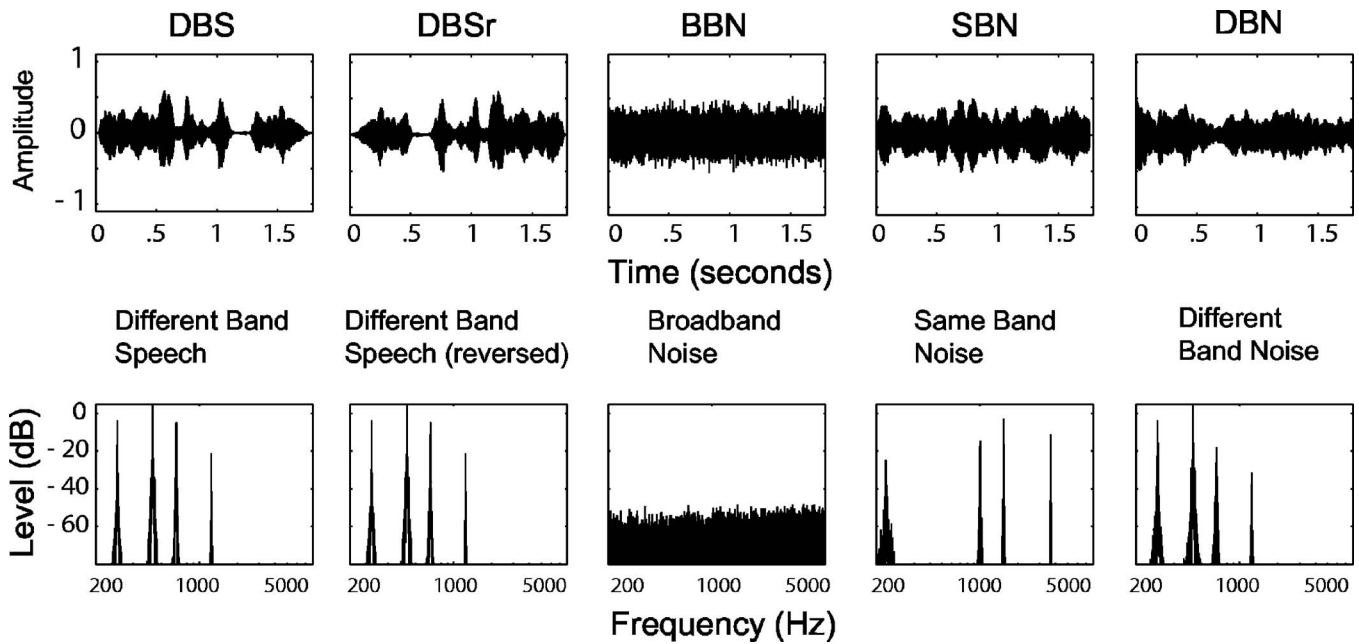 DBS DBSr BBN SBN DBN
Amplitude
1
0
- 1
0 .5 1 1.5 0 .5 1 1.5 0 .5 1 1.5 0 .5 1 1.5 0 .5 1 1.5
Time (seconds)
Different Band Speech
Different Band Speech (reversed)
Broadband Noise
Same Band Noise
Different Band Noise
Level (dB)
0
- 20
- 40
- 60
200 1000 5000 200 1000 5000 200 1000 5000 200 1000 5000 200 1000 5000
Frequency (Hz)